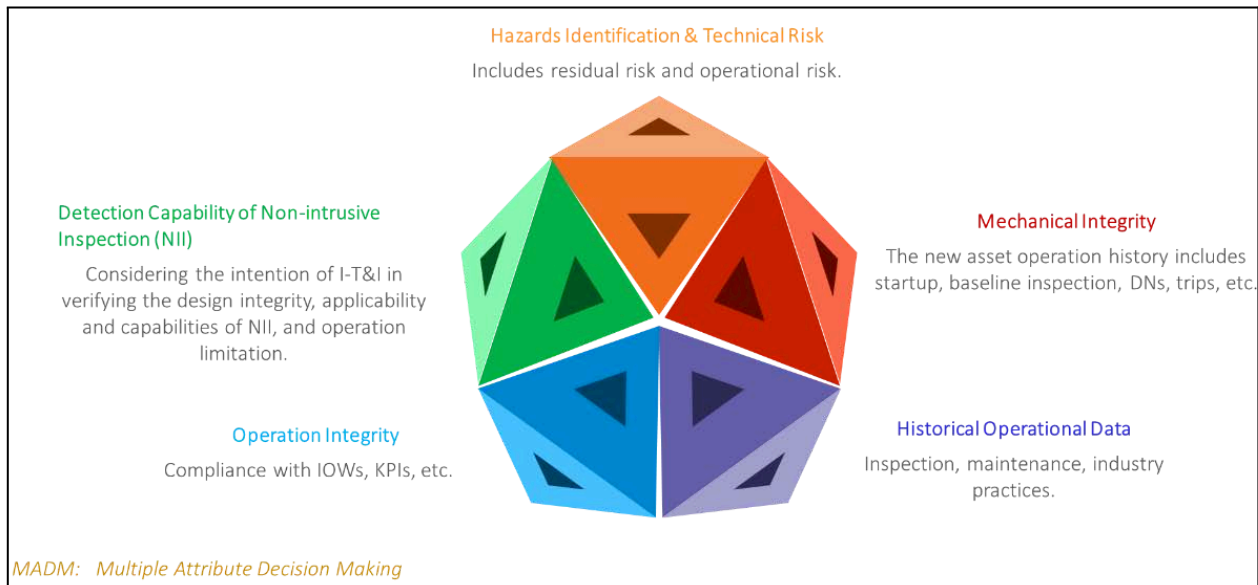 Hazards Identification & Technical Risk
Includes residual risk and operational risk.
Detection Capability of Non-intrusive
Inspection (NII)
Considering the intention of I-T&I in
verifying the design integrity, applicability
and capabilities of NII, and operation
limitation.
Mechanical Integrity
The new asset operation history includes
startup, baseline inspection, DNs, trips, etc.
Operation Integrity
Compliance with IOWs, KPIs, etc.
Historical Operational Data
Inspection, maintenance, industry
practices.
MADM: Multiple Attribute Decision Making